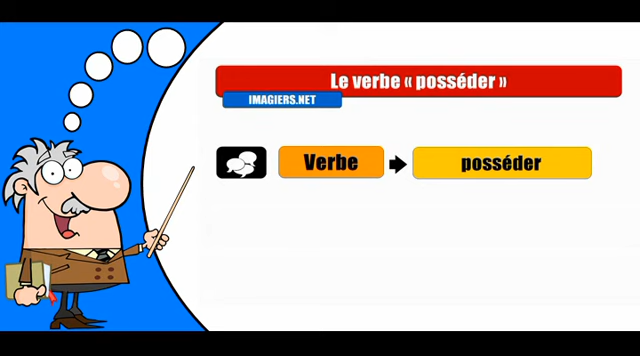 Le verbe « posséder »
IMAGIERS.NET
Verbe
posséder